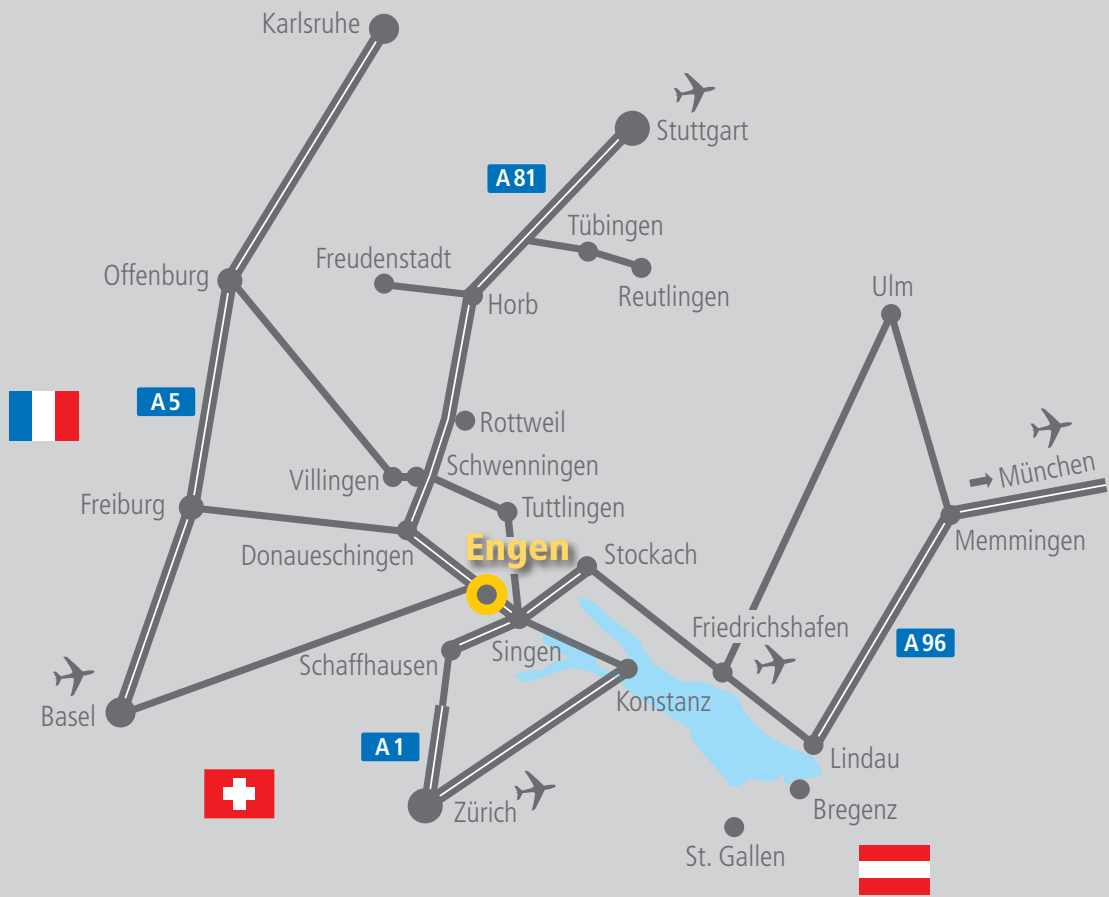 Karlsruhe
Stuttgart
A 81
Tübingen
Freudenstadt
Offenburg
Reutlingen
Ulm
Horb
A 5
Rottweil
Schwenningen
Villingen
München
Freiburg
Tuttlingen
Donaueschingen
Engen
Stockach
Memmingen
Friedrichshafen
A 96
Singen
Schaffhausen
Konstanz
Basel
A 1
Lindau
Zürich
Bregenz
St. Gallen